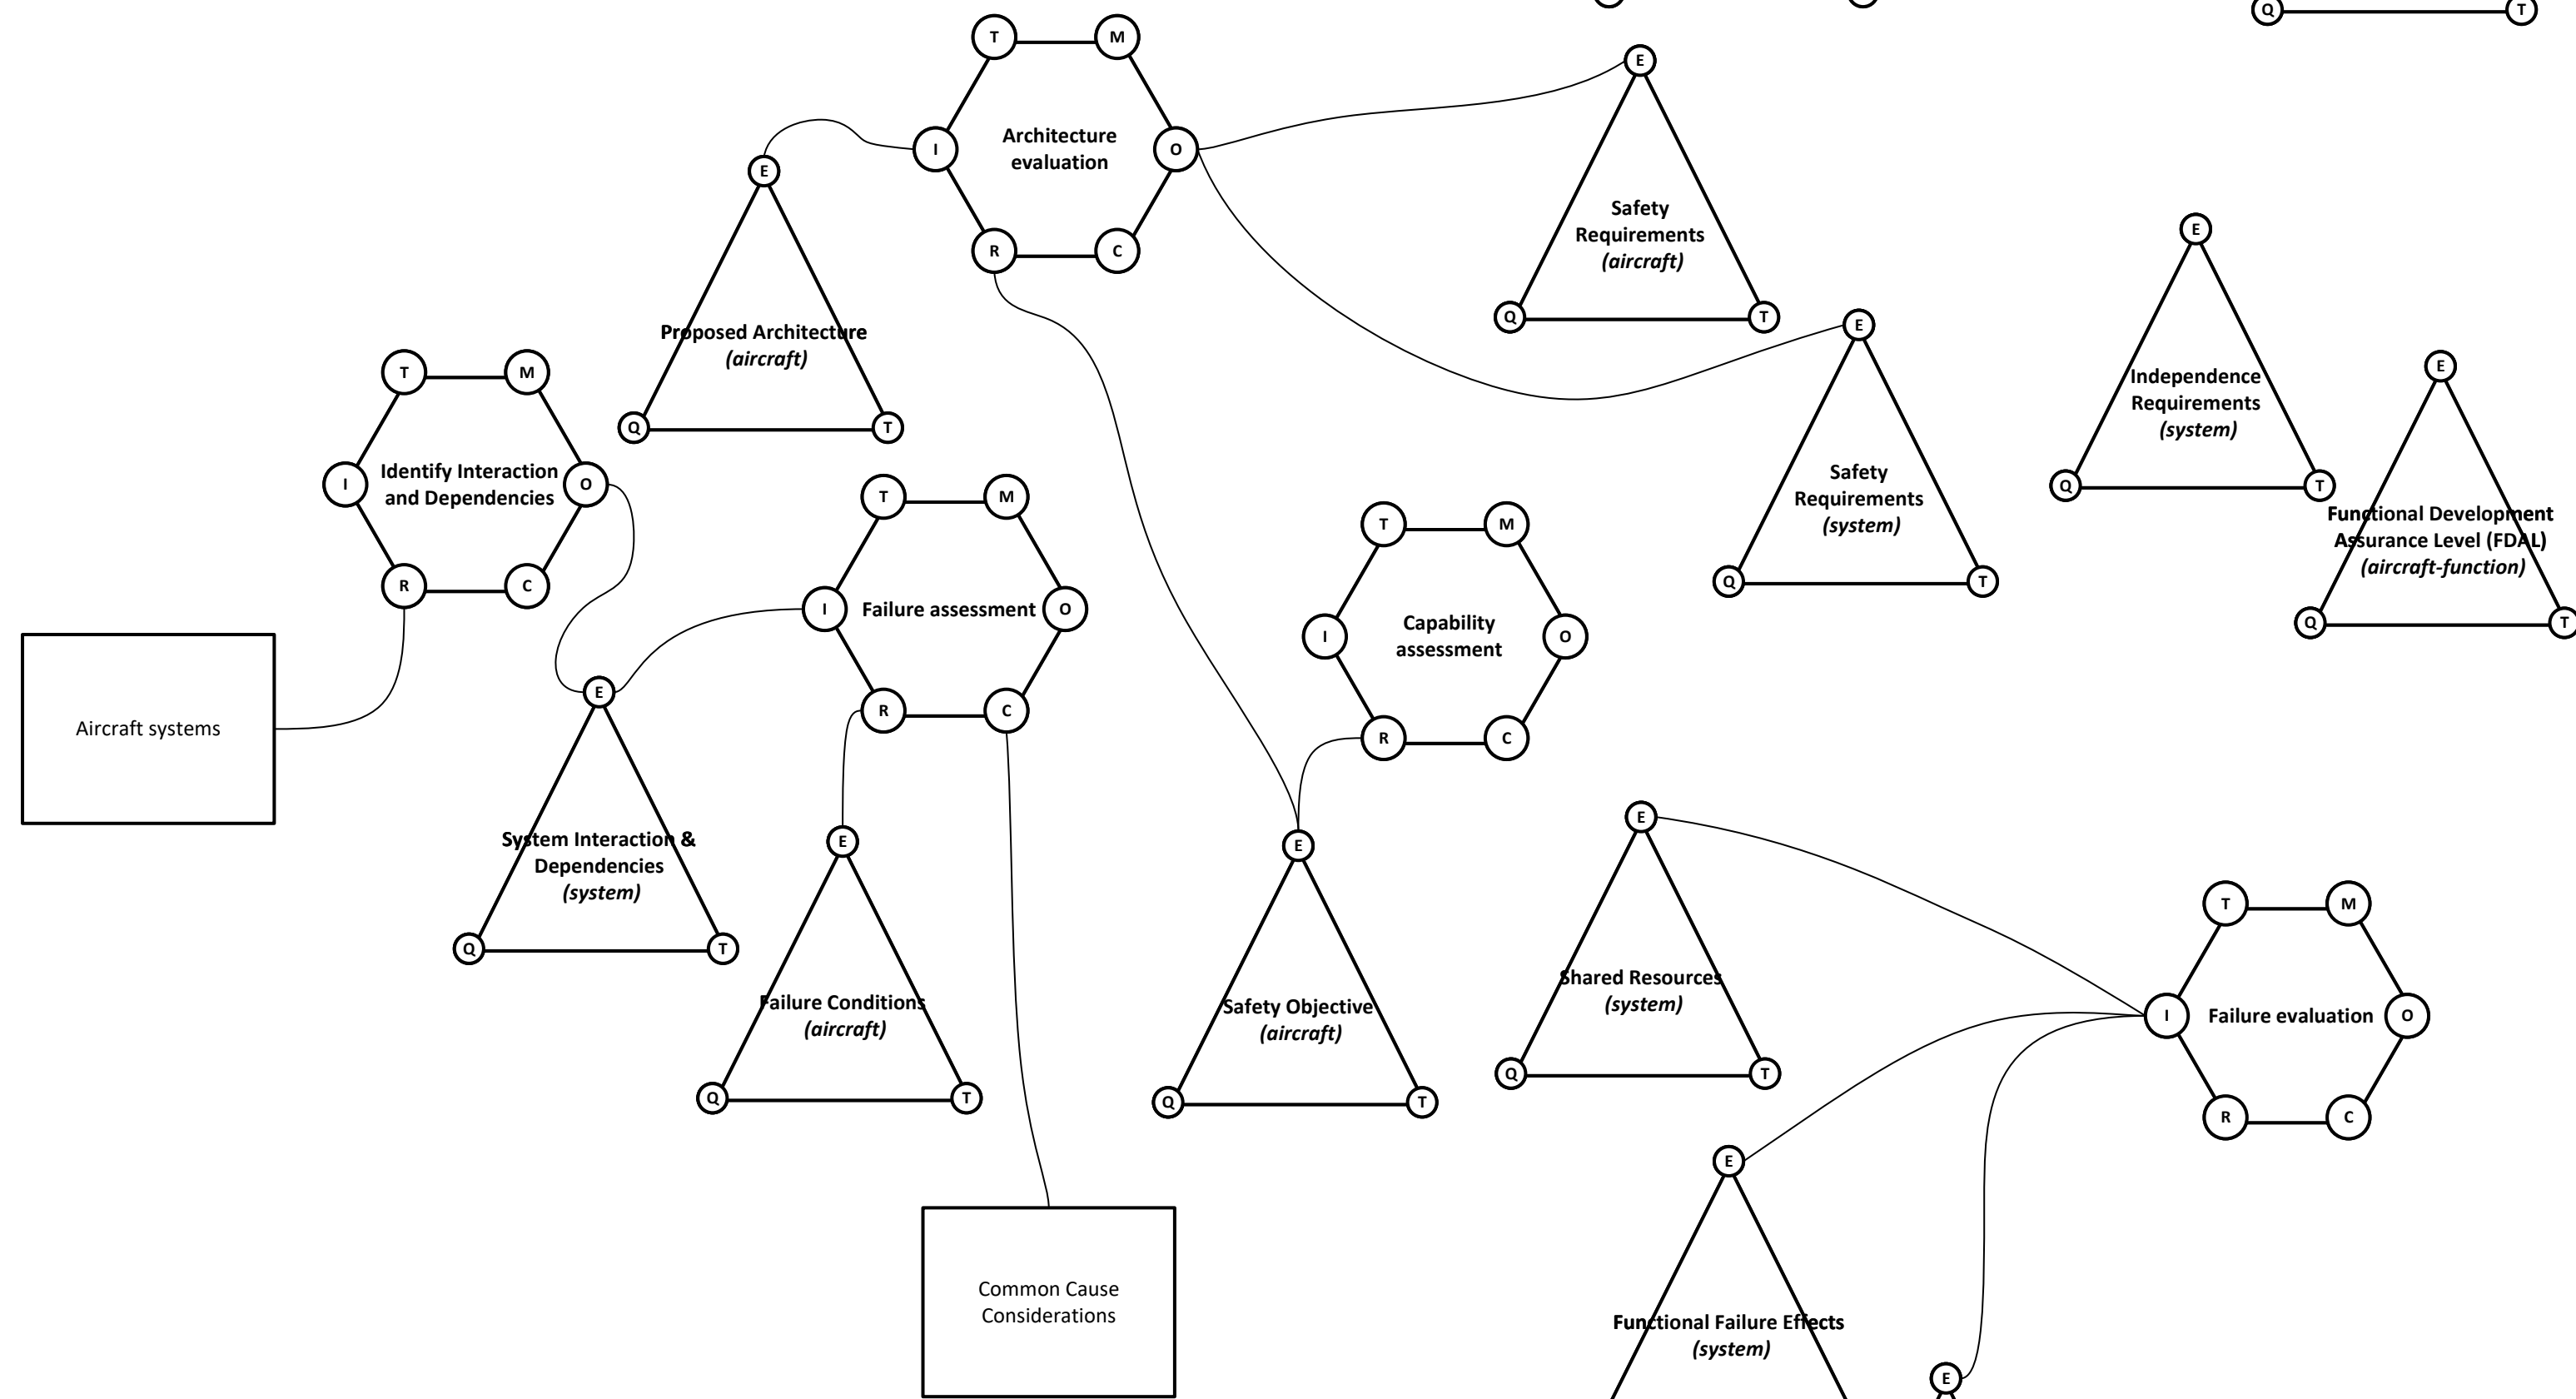 Q
T
T
M
Architecture
evaluation
I
O
R
C
E
Proposed Architecture
(aircraft)
Q
T
E
Safety
Requirements
(aircraft)
Q
T
E
Safety
Requirements
(system)
Q
T
E
Independence
Requirements
(system)
Q
T
E
Functional Development
Assurance Level (FDAL)
(aircraft-function)
Q
T
T
M
Identify Interaction
and Dependencies
I
O
R
C
T
M
I
Failure assessment
O
R
C
T
M
Capability
assessment
I
O
R
C
Aircraft systems
E
System Interaction &
Dependencies
(system)
Q
T
E
Failure Conditions
(aircraft)
Q
T
E
Safety Objective
(aircraft)
Q
T
E
Shared Resources
(system)
Q
T
T
M
I
Failure evaluation
O
R
C
Common Cause
Considerations
E
Functional Failure Effects
(system)
E